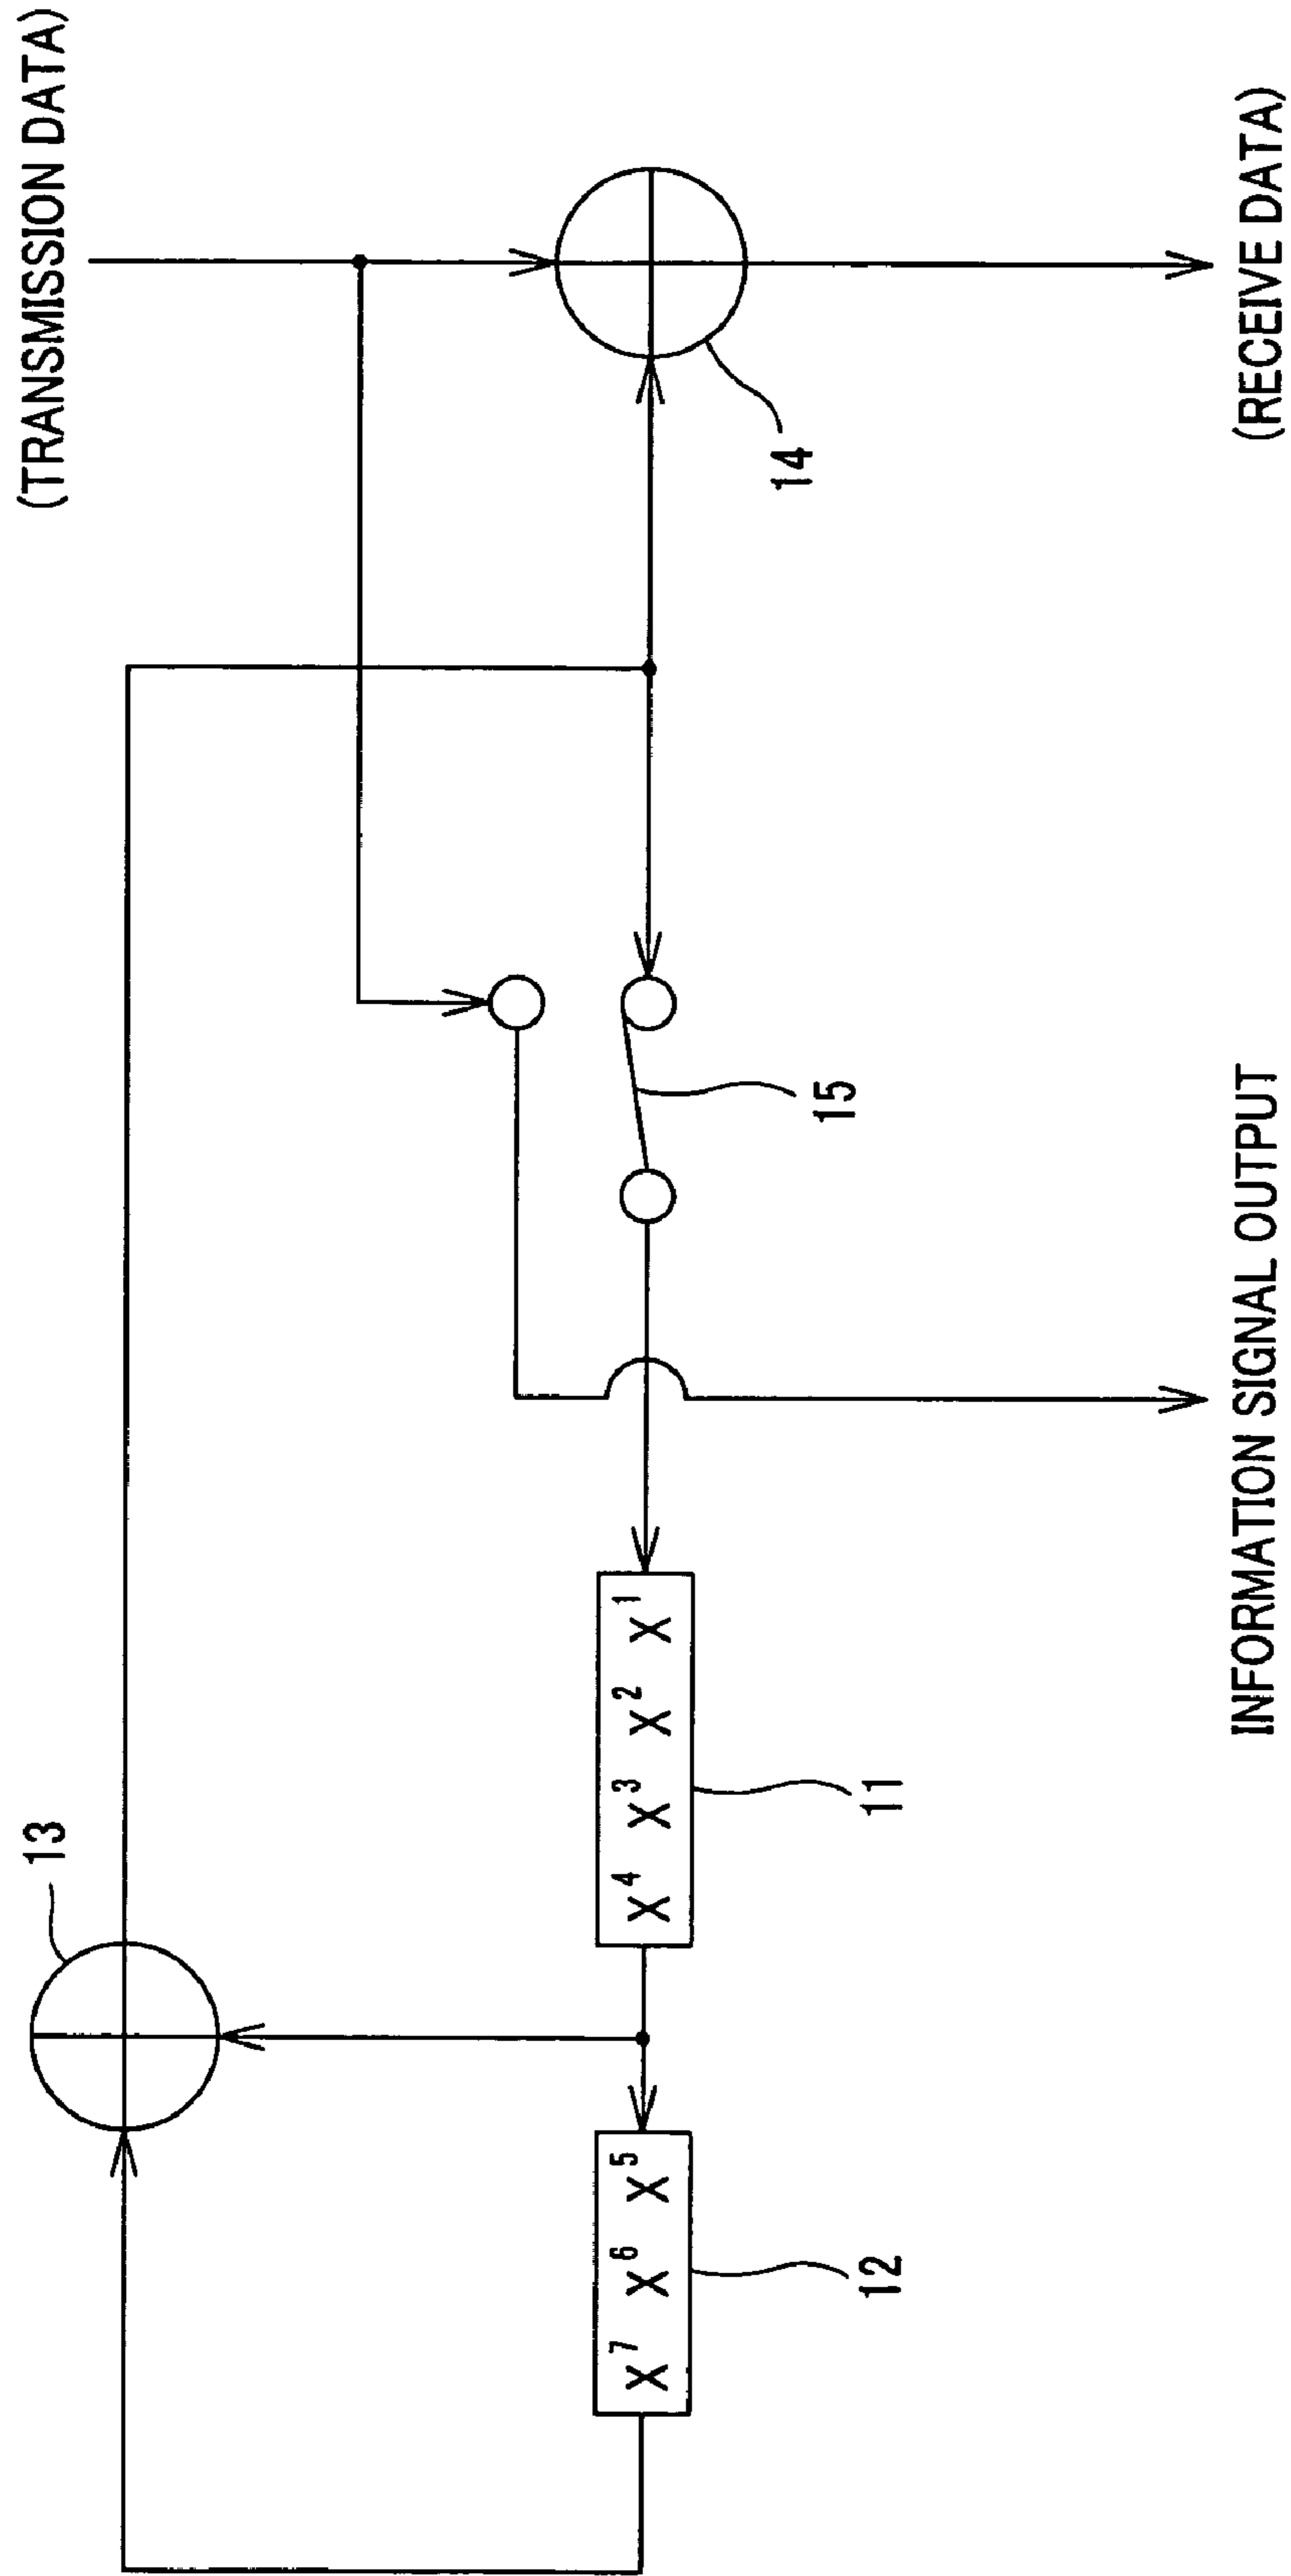 13
(TRANSMISSION DATA)
X⁷ X⁶ X⁵
X⁴ X³ X² X¹
14
15
12
11
INFORMATION SIGNAL OUTPUT
(RECEIVE DATA)